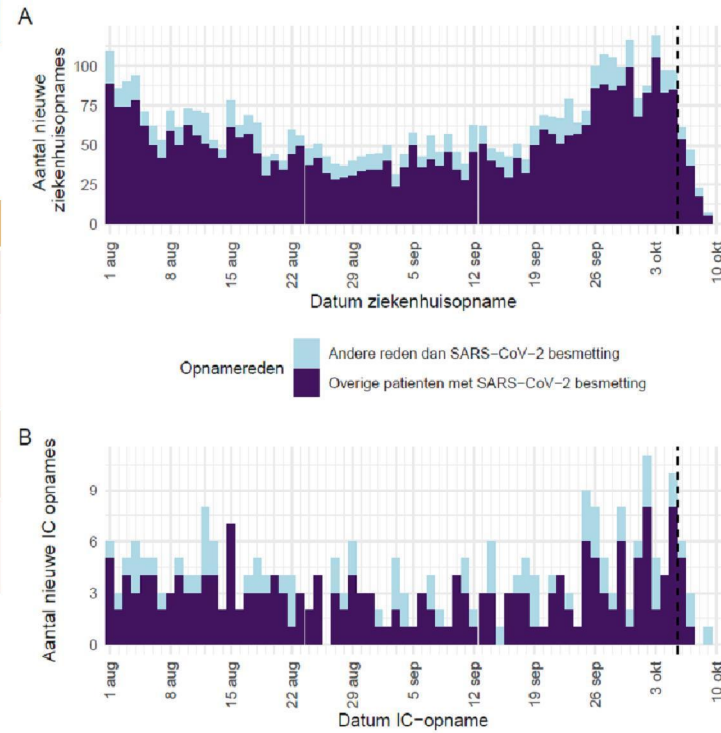 A
Aantal nieuwe
ziekenhuisopnames
100
75
50
25
0
1 aug
8 aug
15 aug
22 aug
29 aug
5 sep
12 sep
19 sep
26 sep
3 okt
10 okt
Datum ziekenhuisopname
Opnamereden
Andere reden dan SARS-CoV-2 besmetting
Overige patienten met SARS-CoV-2 besmetting
B
Aantal nieuwe IC opnames
9
6
3
0
1 aug
8 aug
15 aug
22 aug
29 aug
5 sep
12 sep
19 sep
26 sep
3 okt
10 okt
Datum IC-opname